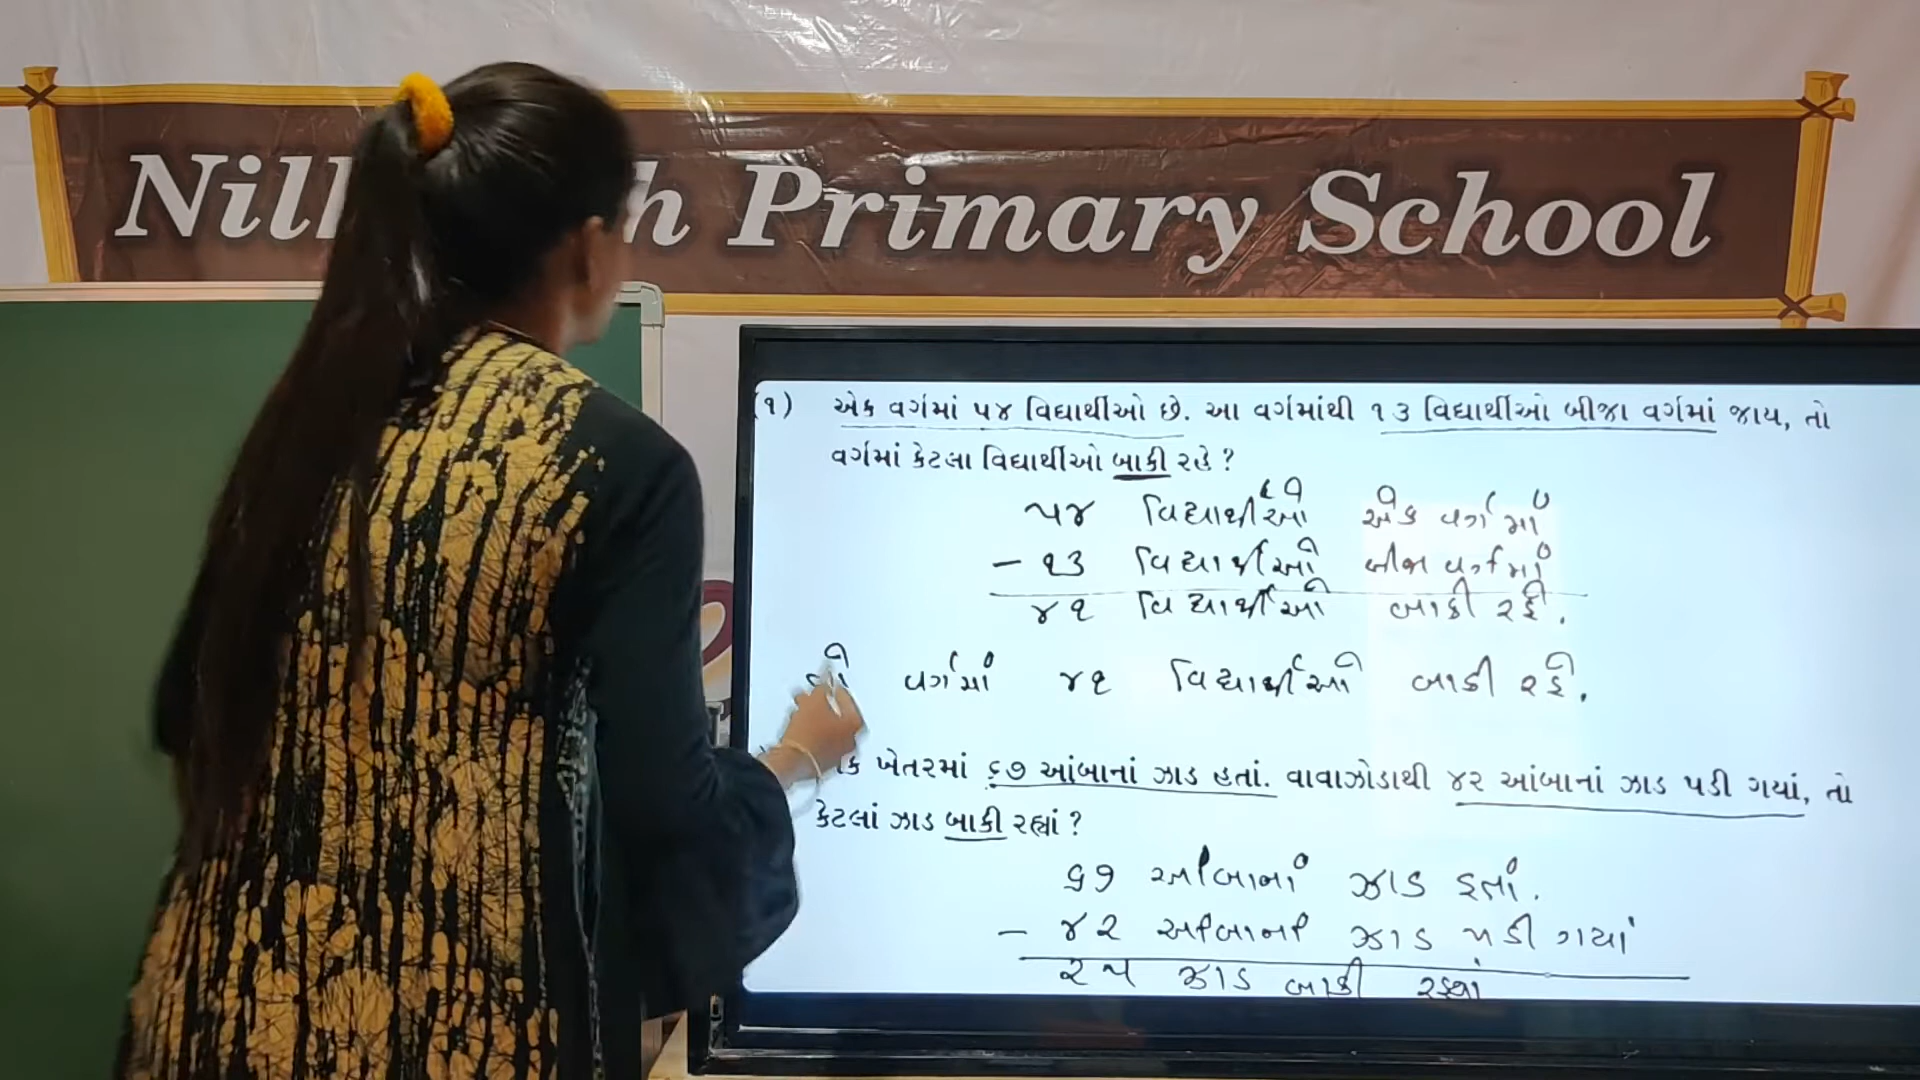 Primary School
(૧) એક વર્ગમાં ૫૪ વિદ્યાર્થીઓ છે. આ વર્ગમાંથી ૧૩ વિદ્યાર્થીઓ બીજા વર્ગમાં જાય, તો
વર્ગમાં કેટલા વિદ્યાર્થીઓ બાકી રહે ?
૫૪ વિદ્યાર્થીઓ એક વર્ગમાં
– ૧૩ વિદ્યાર્થીઓ બીજા વર્ગમાં
૪૧ વિદ્યાર્થીઓ બાકી રહે.
વર્ગમાં ૪૧ વિદ્યાર્થીઓ બાકી રહે.
ખેતરમાં ૬૭ આંબાનાં ઝાડ હતાં. વાવાઝોડાથી ૪૨ આંબાનાં ઝાડ પડી ગયાં, તો
કેટલાં ઝાડ બાકી રહ્યાં ?
૬૭ આંબાનાં ઝાડ હતાં.
– ૪૨ આંબાનાં ઝાડ પડી ગયાં
૨૫ ઝાડ બાકી રહ્યાં